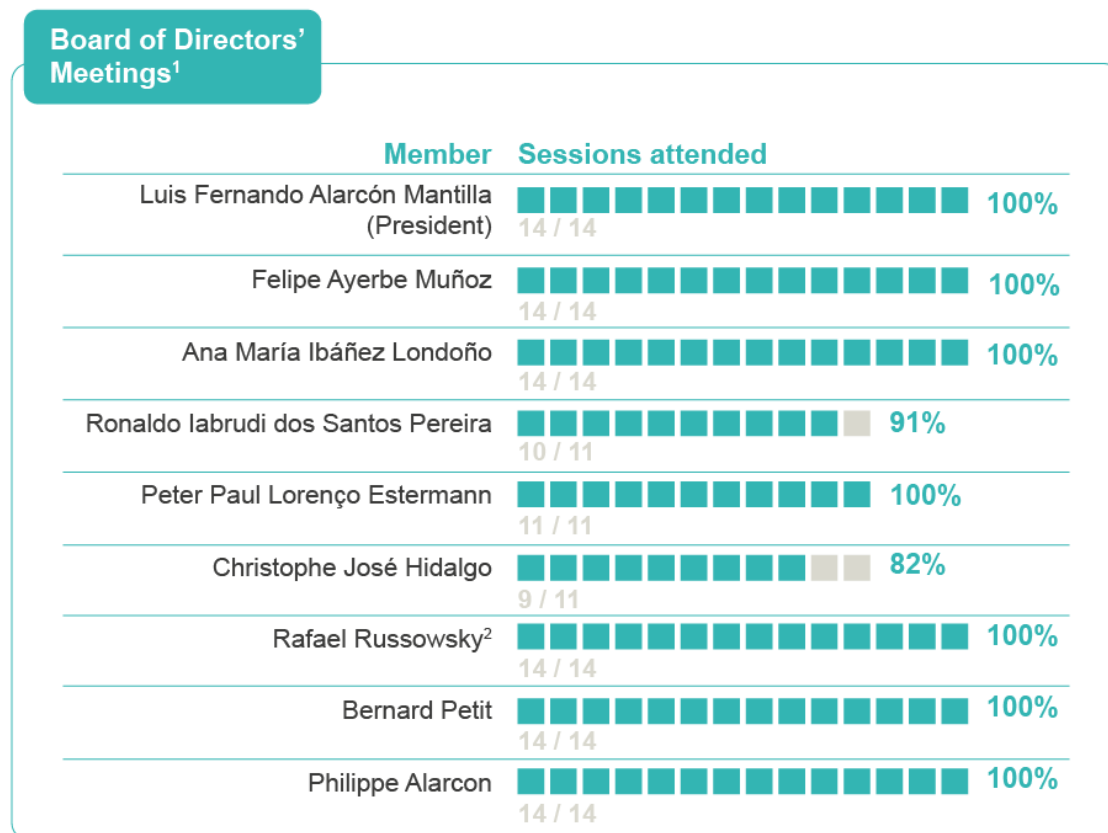 Board of Directors’
Meetings¹
Member Sessions attended
Luis Fernando Alarcón Mantilla
(President)
100%
14 / 14
Felipe Ayerbe Muñoz
100%
14 / 14
Ana María Ibáñez Londoño
100%
14 / 14
Ronaldo Iabrudi dos Santos Pereira
91%
10 / 11
Peter Paul Lorenço Estermann
100%
11 / 11
Christophe José Hidalgo
82%
9 / 11
Rafael Russowsky²
100%
14 / 14
Bernard Petit
100%
14 / 14
Philippe Alarcon
100%
14 / 14